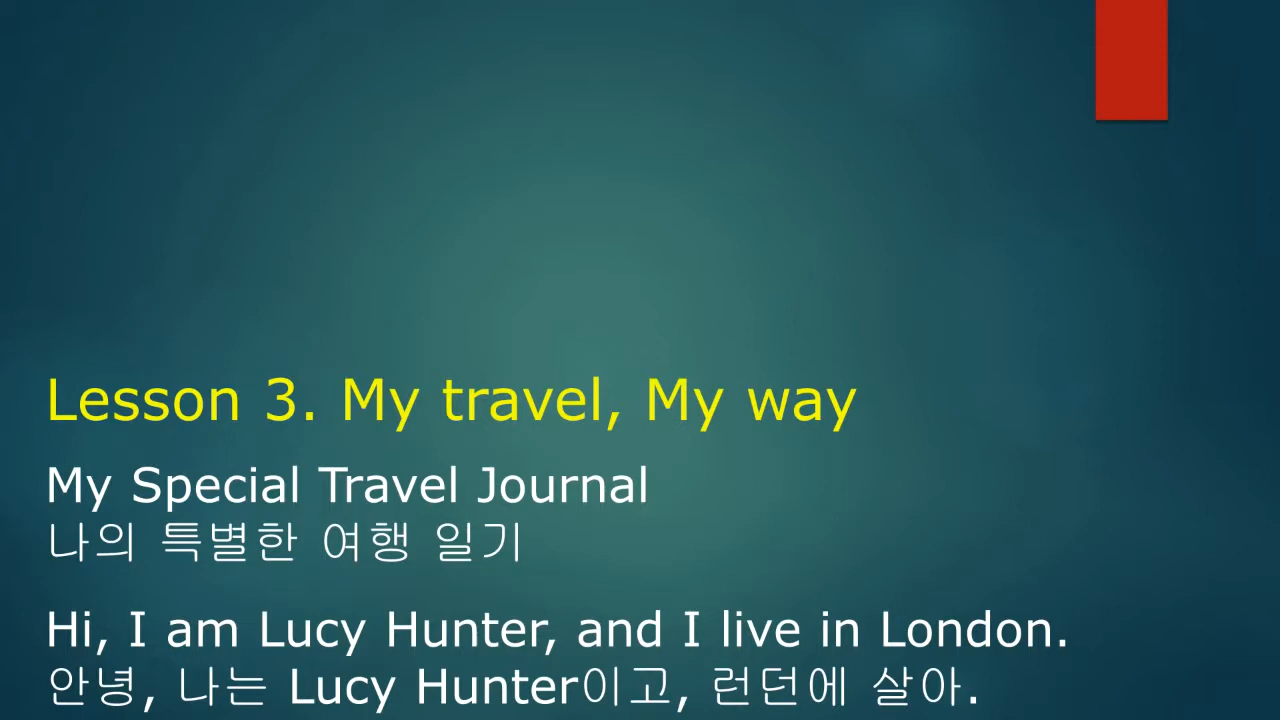 Lesson 3. My travel, My way
My Special Travel Journal
나의 특별한 여행 일기
Hi, I am Lucy Hunter, and I live in London.
안녕, 나는 Lucy Hunter이고, 런던에 살아.